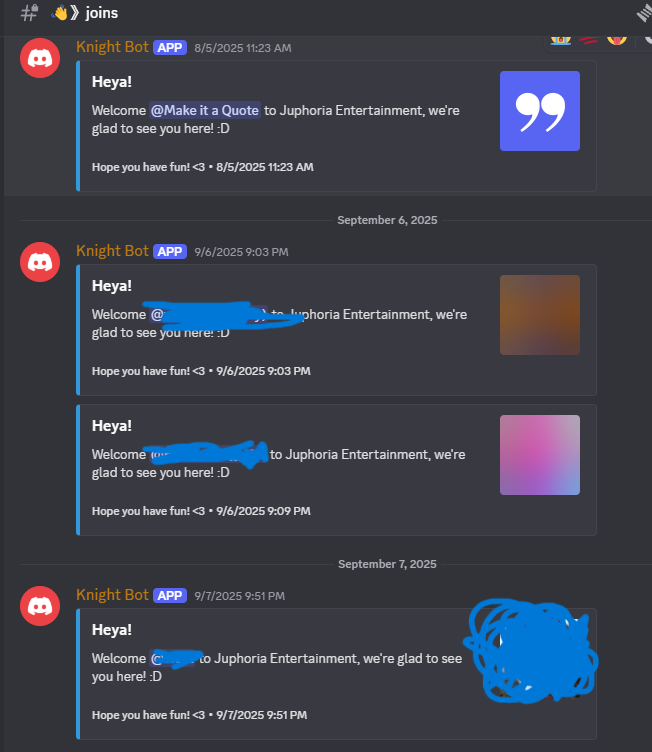 👋》joins
Knight Bot APP 8/5/2025 11:23 AM
Heya!
Welcome @Make it a Quote to Juphoria Entertainment, we're
glad to see you here! :D
Hope you have fun! <3 • 8/5/2025 11:23 AM
September 6, 2025
Knight Bot APP 9/6/2025 9:03 PM
Heya!
Welcome @ to Juphoria Entertainment, we're
glad to see you here! :D
Hope you have fun! <3 • 9/6/2025 9:03 PM
Heya!
Welcome @ to Juphoria Entertainment, we're
glad to see you here! :D
Hope you have fun! <3 • 9/6/2025 9:09 PM
September 7, 2025
Knight Bot APP 9/7/2025 9:51 PM
Heya!
Welcome @ to Juphoria Entertainment, we're glad to see
you here! :D
Hope you have fun! <3 • 9/7/2025 9:51 PM